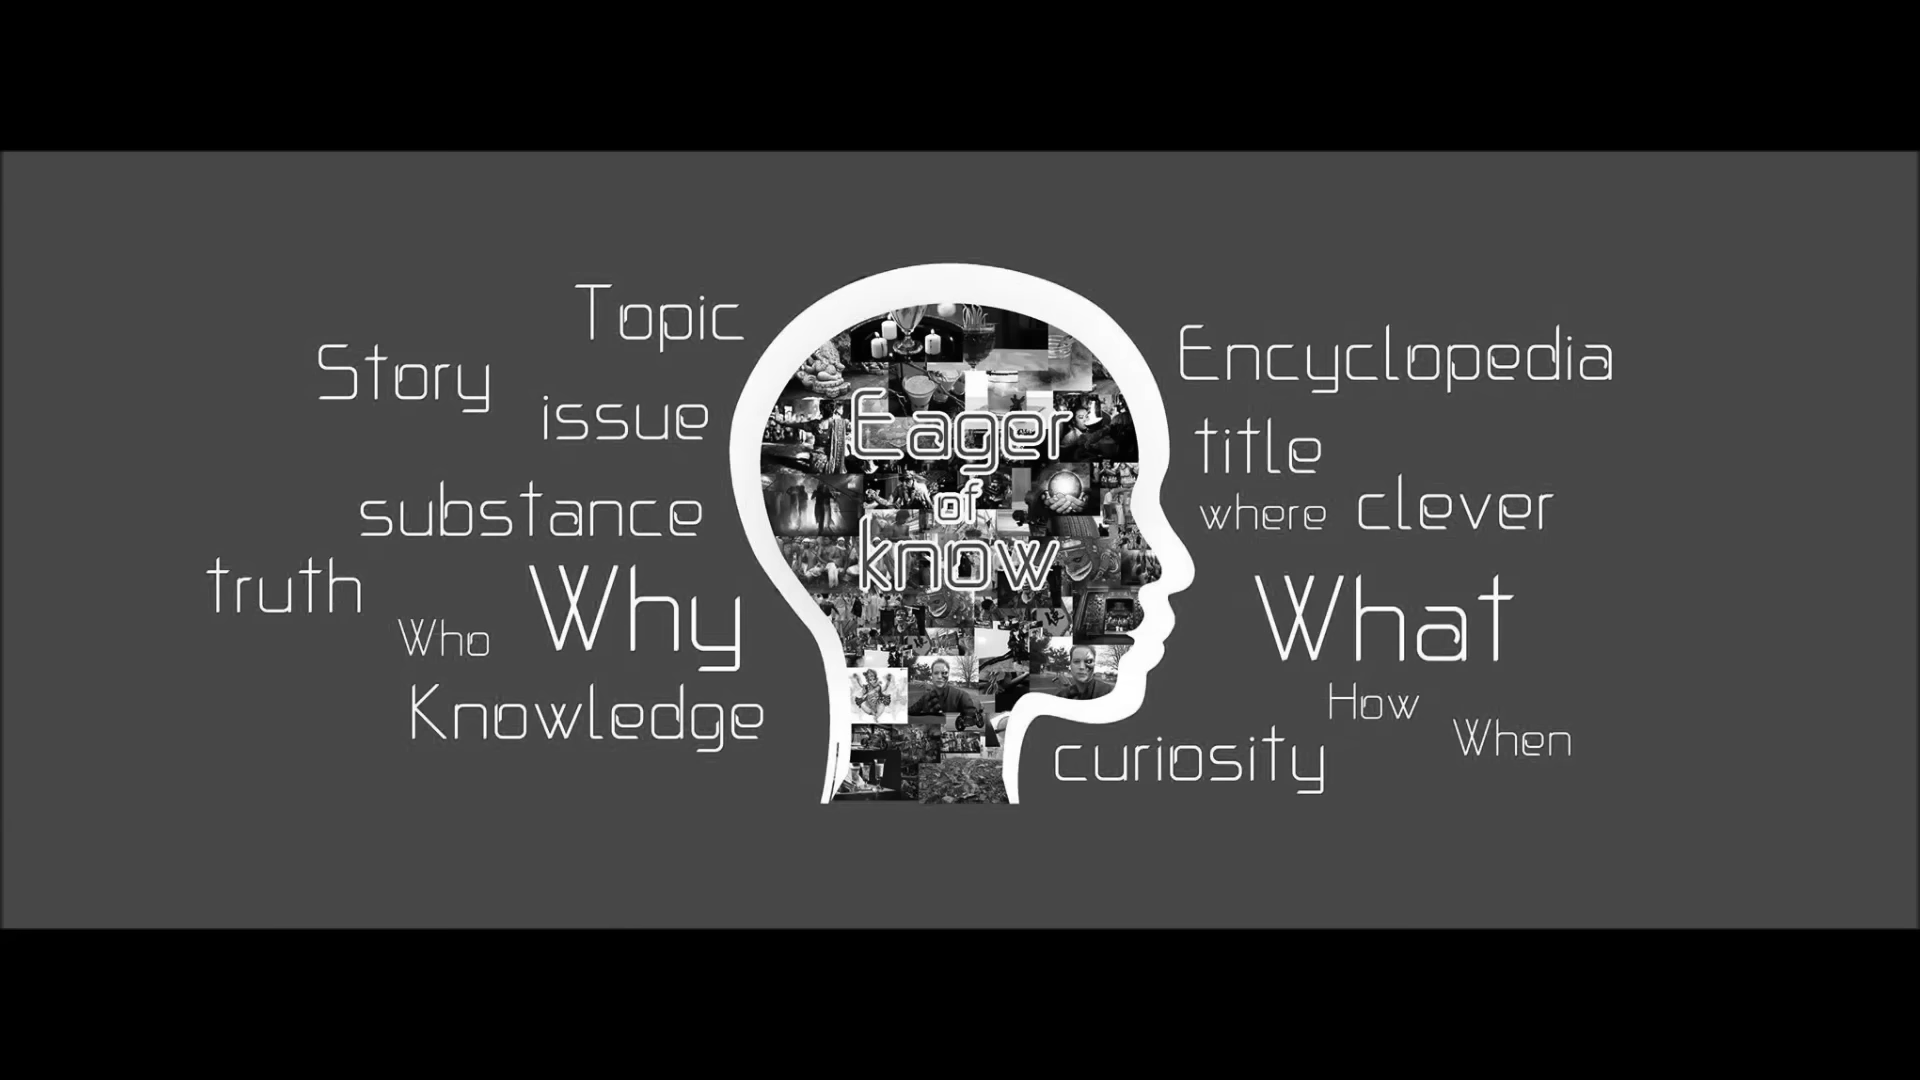 Topic
Story
issue
substance
truth
Who
Why
Knowledge
Eager
of
know
Encyclopedia
title
where
clever
What
How
When
curiosity